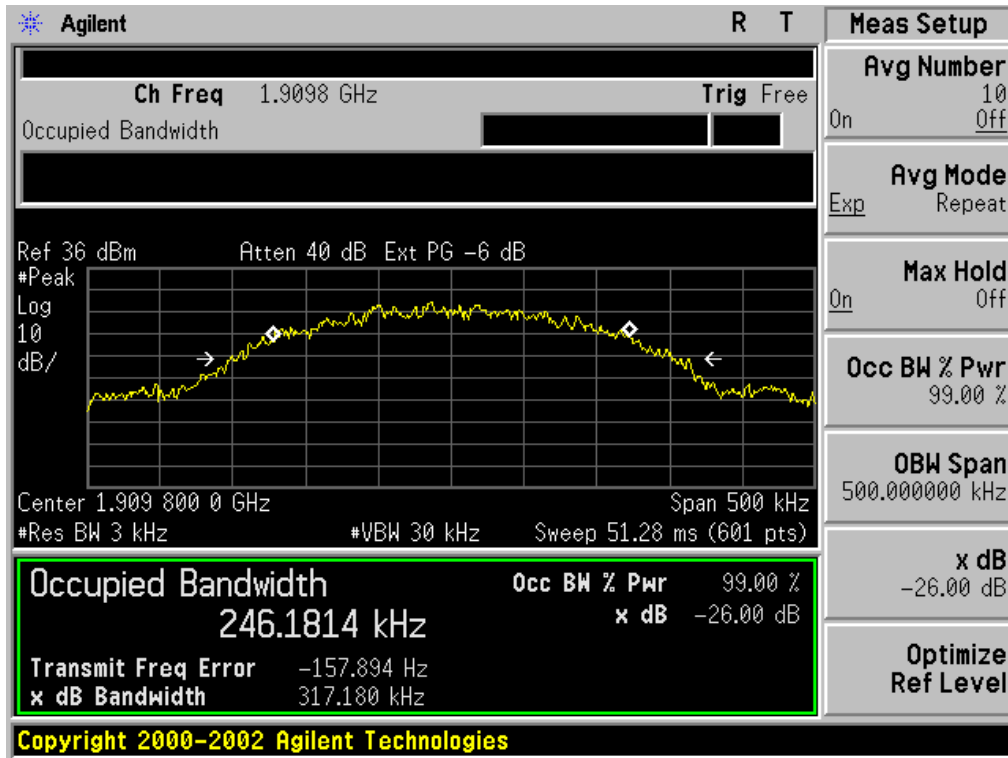 Agilent R T
Ch Freq 1.9098 GHz Trig Free
Occupied Bandwidth
Ref 36 dBm Atten 40 dB Ext PG -6 dB
#Peak
Log
10
dB/
Center 1.909 800 0 GHz Span 500 kHz
#Res BW 3 kHz #VBW 30 kHz Sweep 51.28 ms (601 pts)
Occupied Bandwidth Occ BW % Pwr 99.00 %
246.1814 kHz x dB -26.00 dB
Transmit Freq Error -157.894 Hz
x dB Bandwidth 317.180 kHz
Copyright 2000-2002 Agilent Technologies
Meas Setup
Avg Number
10
On Off
Avg Mode
Exp Repeat
Max Hold
On Off
Occ BW % Pwr
99.00 %
OBW Span
500.000000 kHz
x dB
-26.00 dB
Optimize
Ref Level